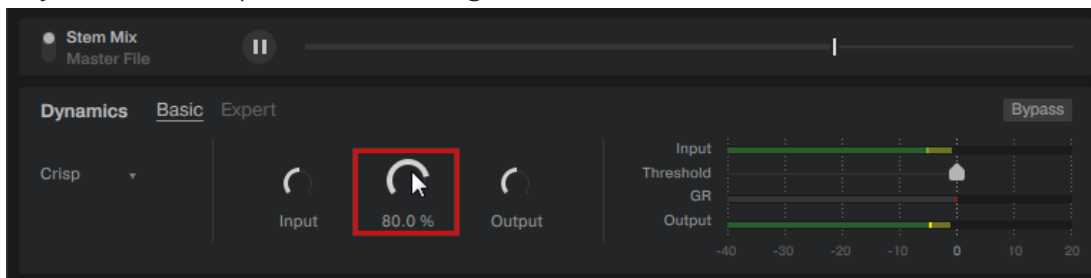 Stem Mix
Master File
Dynamics Basic Expert Bypass
Crisp
Input 80.0 % Output
Input
Threshold
GR
Output
-40 -30 -20 -10 0 10 20